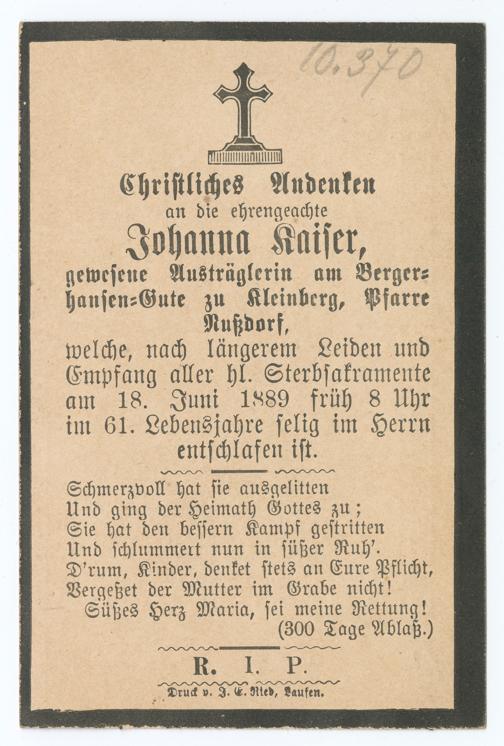 10.370
Christliches Andenken
an die ehrengeachte
Johanna Kaiser,
gewesene Austräglerin am Berger-
hansen-Gute zu Kleinberg, Pfarre
Nußdorf,
welche, nach längerem Leiden und
Empfang aller hl. Sterbsakramente
am 18. Juni 1889 früh 8 Uhr
im 61. Lebensjahre selig im Herrn
entschlafen ist.
Schmerzvoll hat sie ausgelitten
Und ging der Heimath Gottes zu;
Sie hat den bessern Kampf gestritten
Und schlummert nun in süßer Ruh'.
D'rum, Kinder, denket stets an Eure Pflicht,
Vergeßet der Mutter im Grabe nicht!
Süßes Herz Maria, sei meine Rettung!
(300 Tage Ablaß.)
R. I. P.
Druck v. J. E. Ried, Laufen.